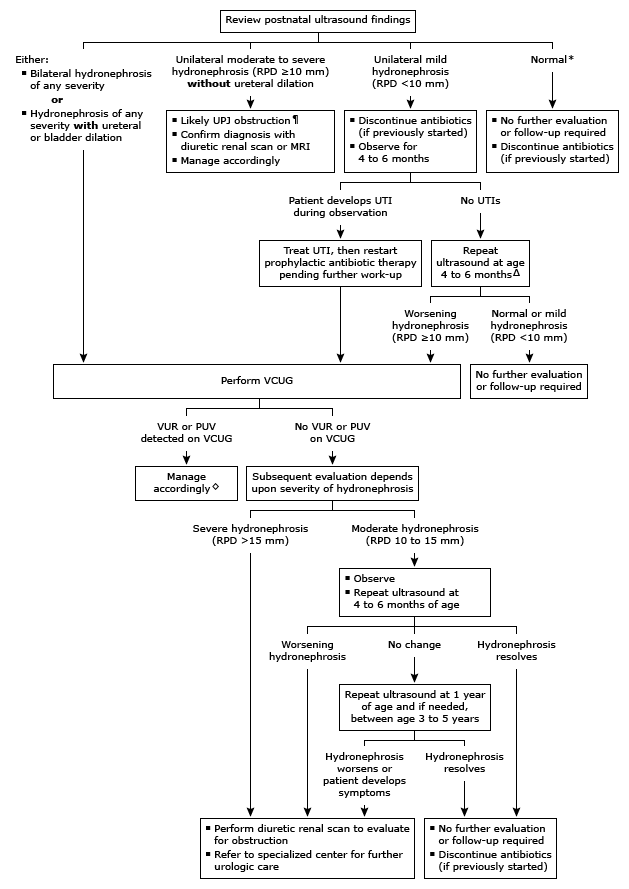 Review postnatal ultrasound findings
Either:
▪ Bilateral hydronephrosis
of any severity
or
▪ Hydronephrosis of any
severity with ureteral
or bladder dilation
Unilateral moderate to severe
hydronephrosis (RPD ≥10 mm)
without ureteral dilation
Unilateral mild
hydronephrosis
(RPD <10 mm)
Normal*
▪ Likely UPJ obstruction¶
▪ Confirm diagnosis with
diuretic renal scan or MRI
▪ Manage accordingly
▪ Discontinue antibiotics
(if previously started)
▪ Observe for
4 to 6 months
▪ No further evaluation
or follow-up required
▪ Discontinue antibiotics
(if previously started)
Patient develops UTI
during observation
No UTIs
Treat UTI, then restart
prophylactic antibiotic therapy
pending further work-up
Repeat
ultrasound at age
4 to 6 monthsΔ
Worsening
hydronephrosis
(RPD ≥10 mm)
Normal or mild
hydronephrosis
(RPD <10 mm)
Perform VCUG
No further evaluation
or follow-up required
VUR or PUV
detected on VCUG
No VUR or PUV
on VCUG
Manage
accordingly◇
Subsequent evaluation depends
upon severity of hydronephrosis
Severe hydronephrosis
(RPD >15 mm)
Moderate hydronephrosis
(RPD 10 to 15 mm)
▪ Observe
▪ Repeat ultrasound at
4 to 6 months of age
Worsening
hydronephrosis
No change
Hydronephrosis
resolves
Repeat ultrasound at 1 year
of age and if needed,
between age 3 to 5 years
Hydronephrosis
worsens or
patient develops
symptoms
Hydronephrosis
resolves
▪ Perform diuretic renal scan to evaluate
for obstruction
▪ Refer to specialized center for further
urologic care
▪ No further evaluation
or follow-up required
▪ Discontinue antibiotics
(if previously started)